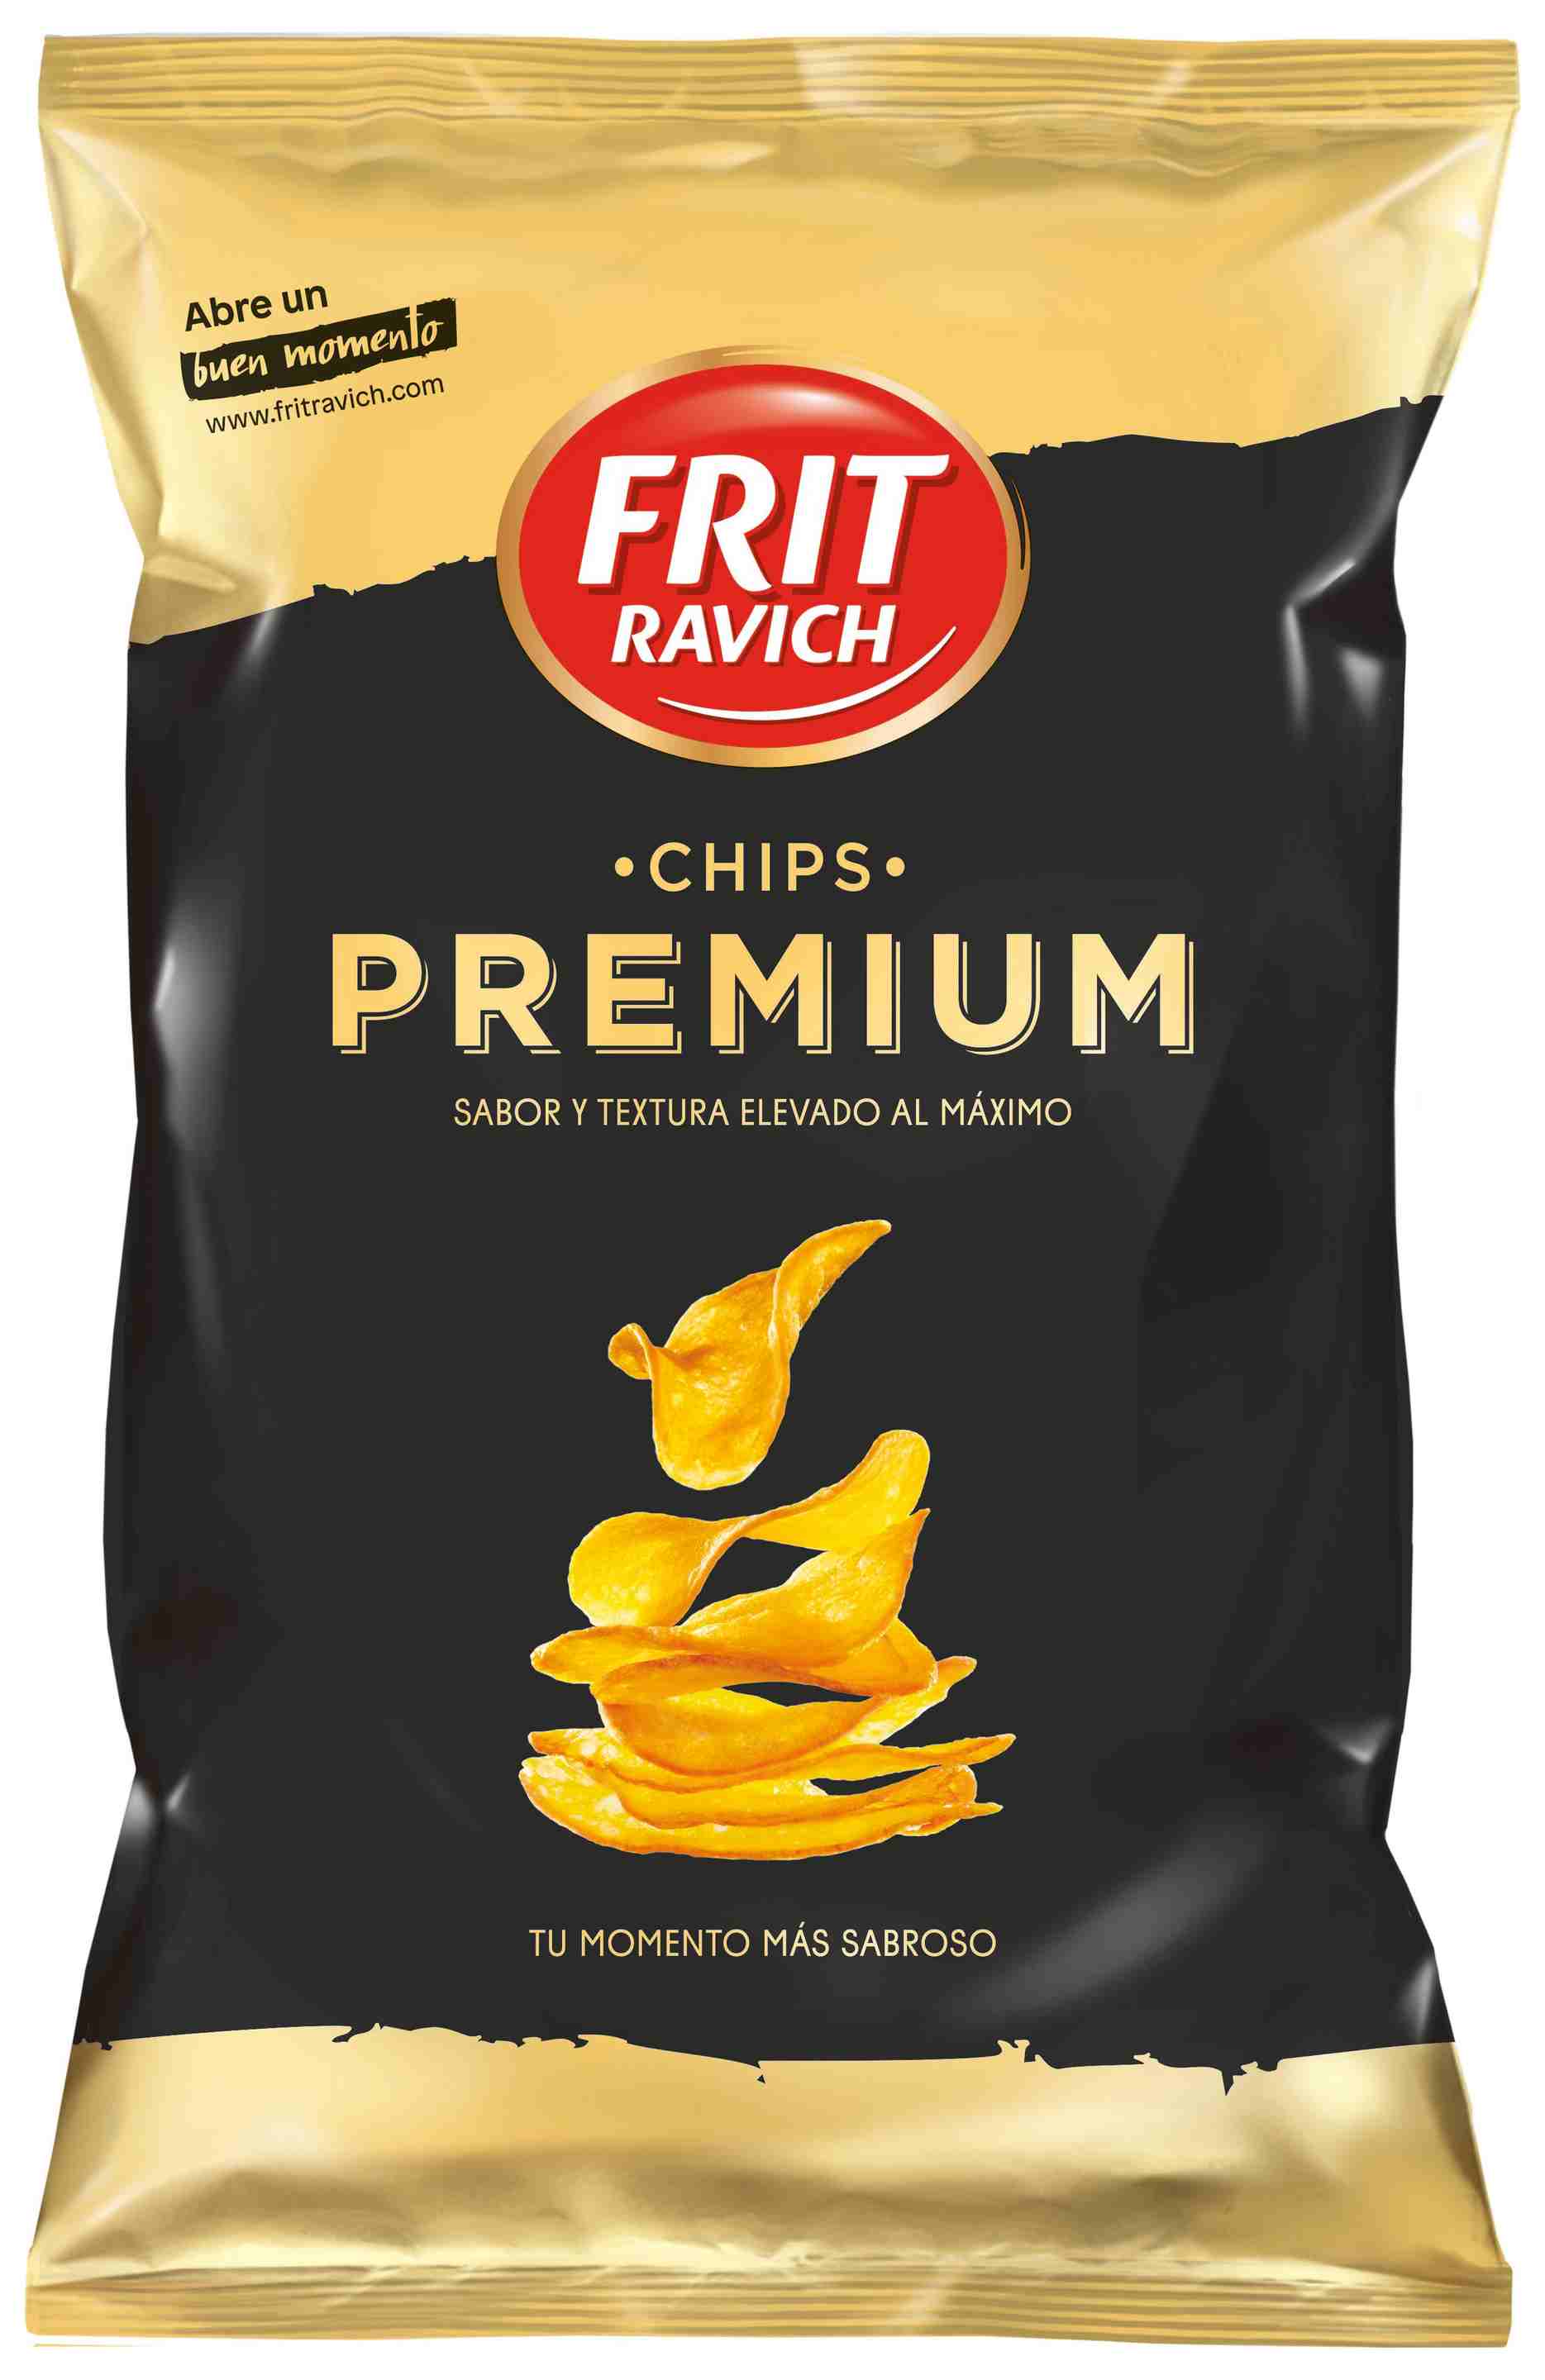 Abre un
buen momento
www.fritravich.com
FRIT
RAVICH
•CHIPS•
PREMIUM
SABOR Y TEXTURA ELEVADO AL MÁXIMO
TU MOMENTO MÁS SABROSO